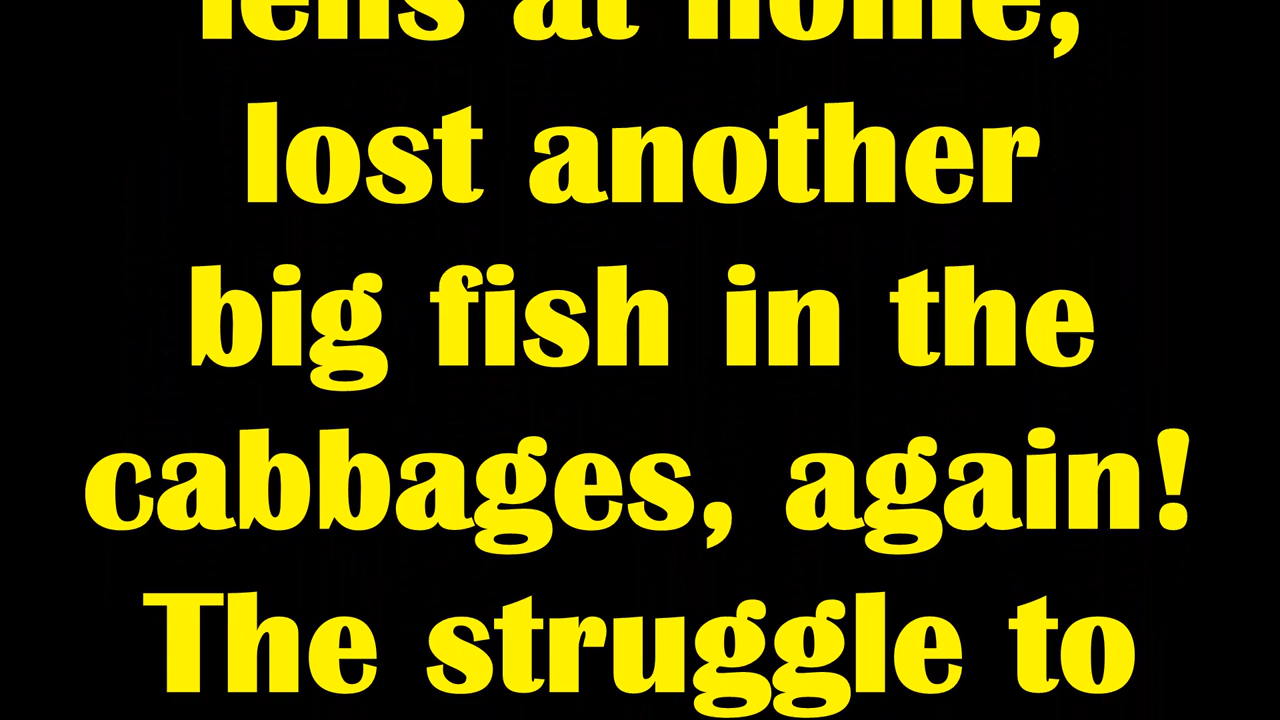 lens at home,
lost another
big fish in the
cabbages, again!
The struggle to